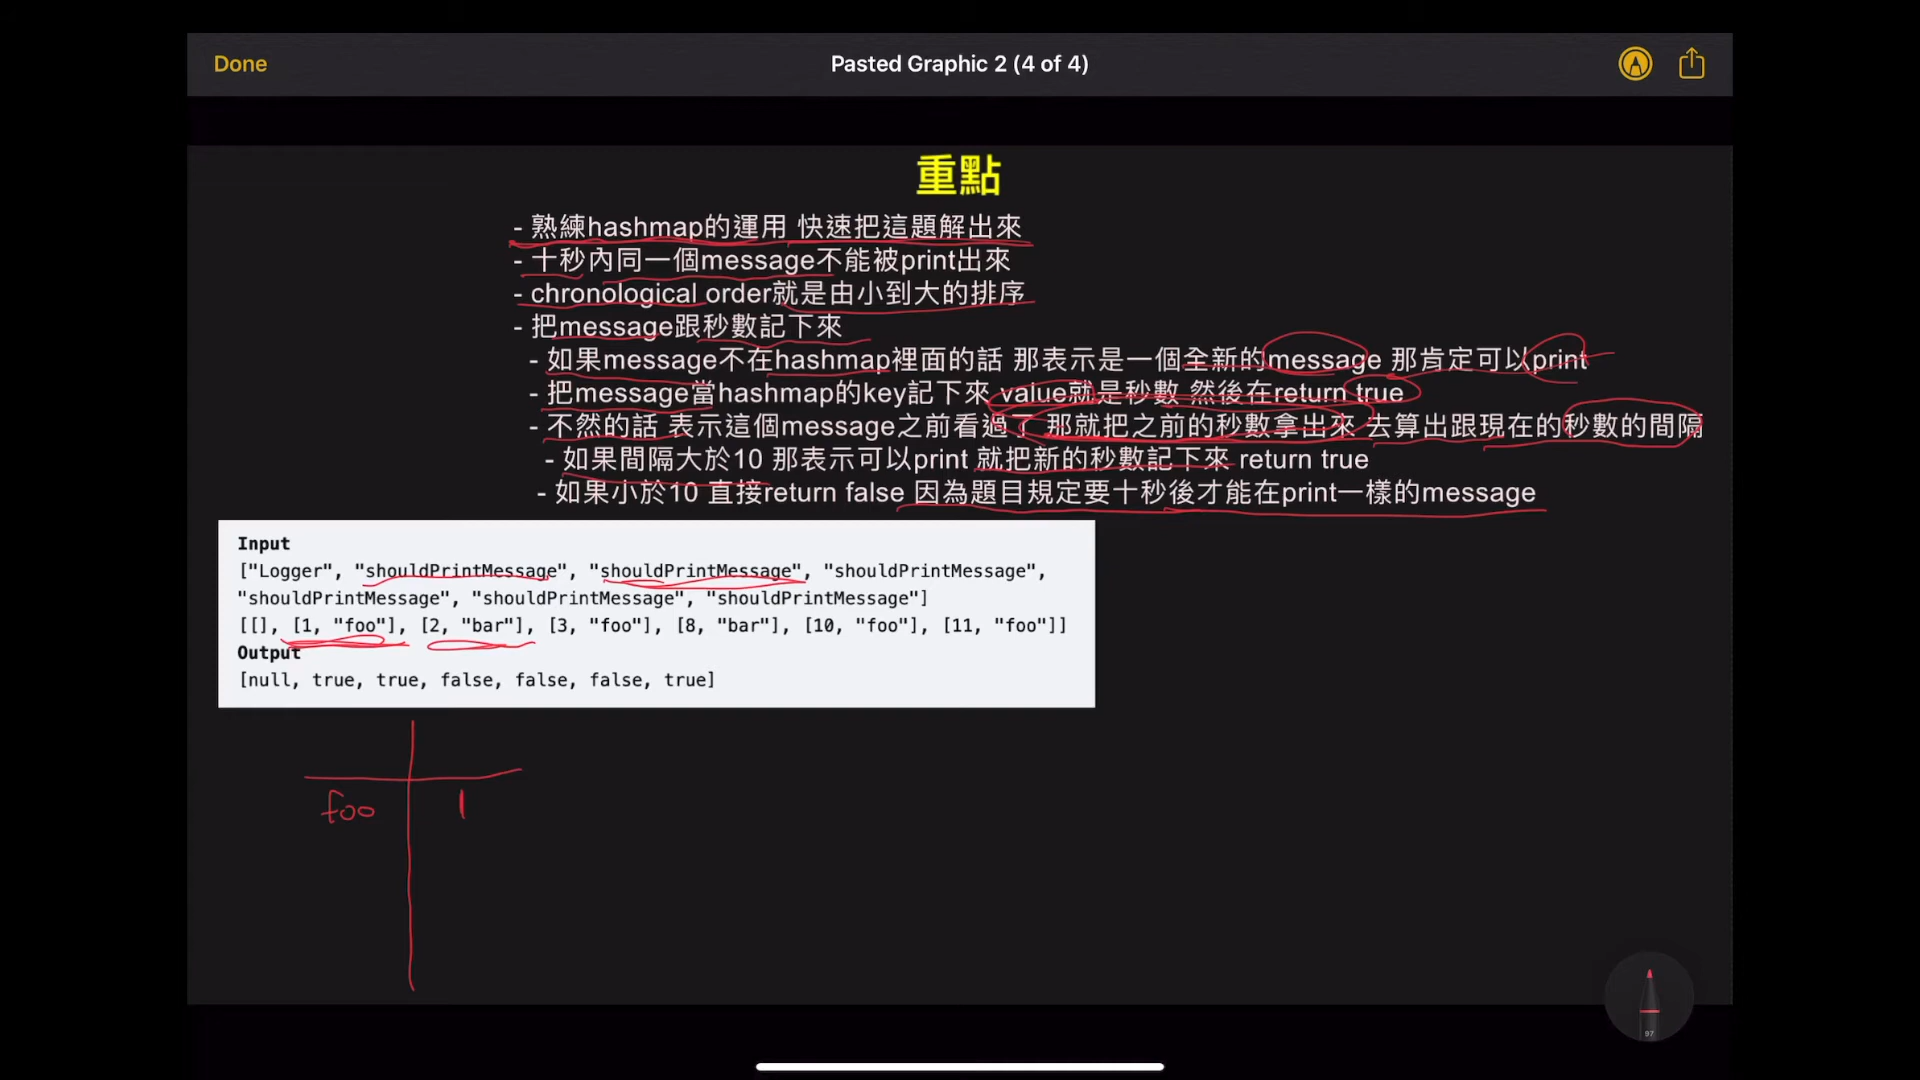 Done
Pasted Graphic 2 (4 of 4)
重點
- 熟練hashmap的運用 快速把這題解出來
- 十秒內同一個message不能被print出來
- chronological order就是由小到大的排序
- 把message跟秒數記下來
- 如果message不在hashmap裡面的話 那表示是一個全新的message 那肯定可以print
- 把message當hashmap的key記下來 value就是秒數 然後在return true
- 不然的話 表示這個message之前看過了 那就把之前的秒數拿出來 去算出跟現在的秒數的間隔
- 如果間隔大於10 那表示可以print 就把新的秒數記下來 return true
- 如果小於10 直接return false 因為題目規定要十秒後才能在print一樣的message
Input
["Logger", "shouldPrintMessage", "shouldPrintMessage", "shouldPrintMessage",
"shouldPrintMessage", "shouldPrintMessage", "shouldPrintMessage"]
[[], [1, "foo"], [2, "bar"], [3, "foo"], [8, "bar"], [10, "foo"], [11, "foo"]]
Output
[null, true, true, false, false, false, true]
foo 1
97